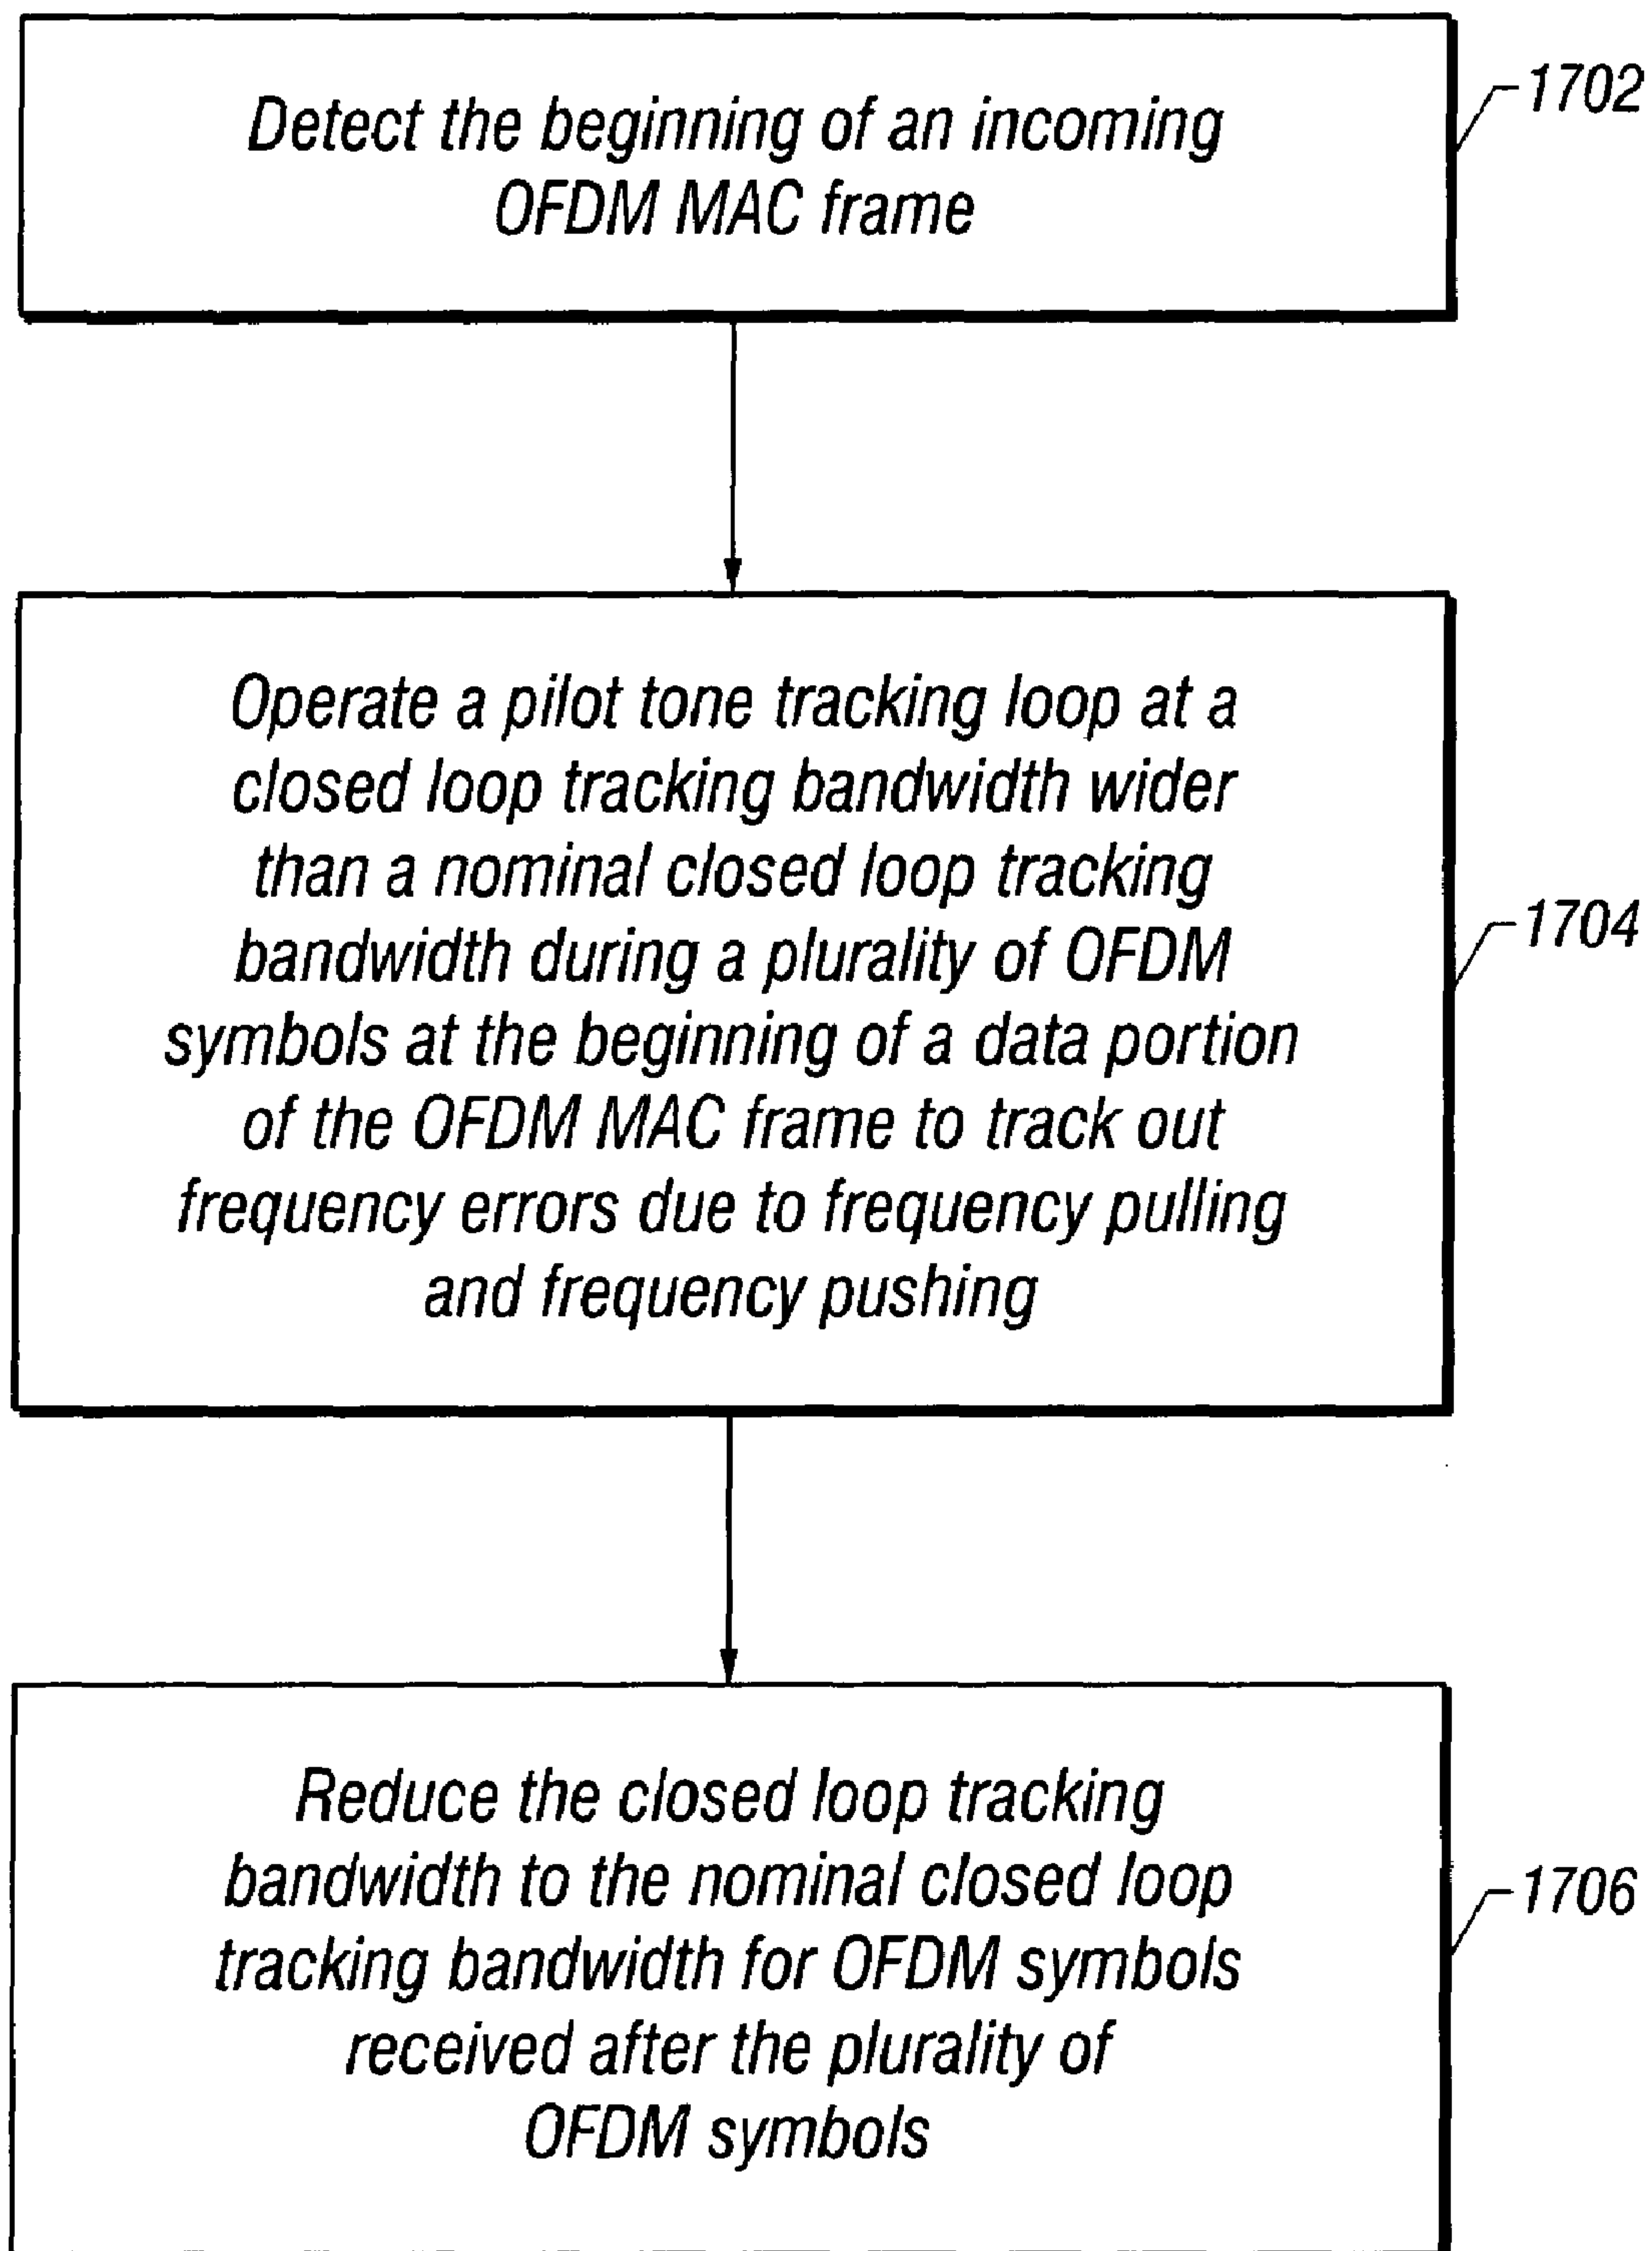 Detect the beginning of an incoming
OFDM MAC frame
1702
Operate a pilot tone tracking loop at a
closed loop tracking bandwidth wider
than a nominal closed loop tracking
bandwidth during a plurality of OFDM
symbols at the beginning of a data portion
of the OFDM MAC frame to track out
frequency errors due to frequency pulling
and frequency pushing
1704
Reduce the closed loop tracking
bandwidth to the nominal closed loop
tracking bandwidth for OFDM symbols
received after the plurality of
OFDM symbols
1706